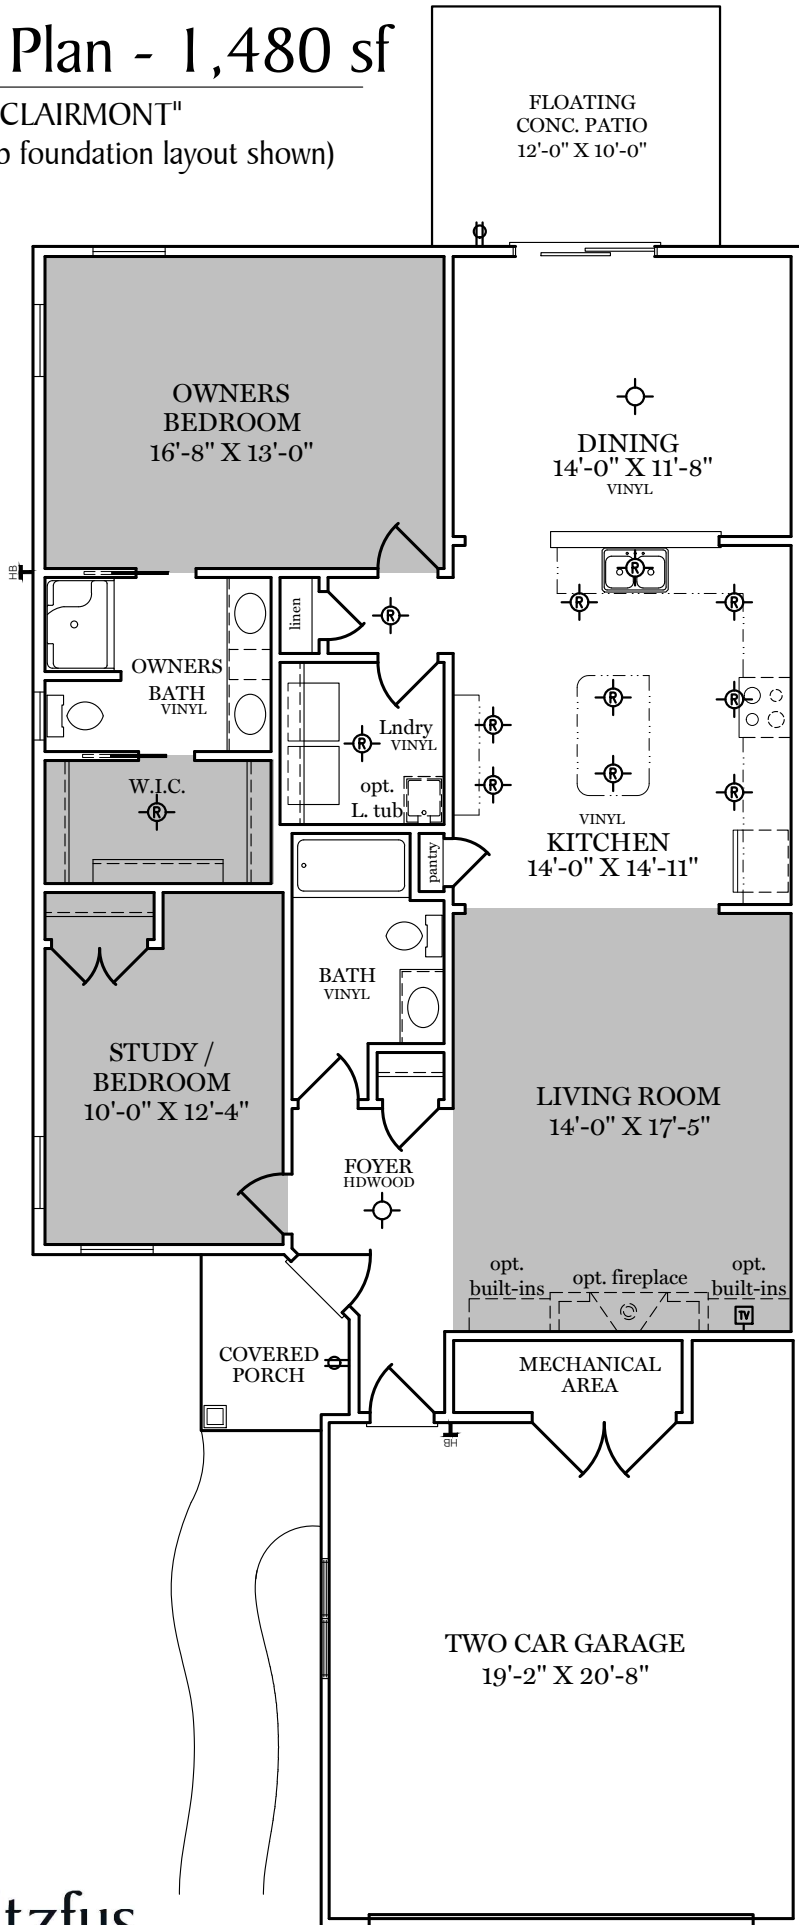 Plan - 1,480 sf
CLAIRMONT"
foundation layout shown)
FLOATING
CONC. PATIO
12'-0" X 10'-0"
OWNERS
BEDROOM
16'-8" X 13'-0"
DINING
14'-0" X 11'-8"
VINYL
HB
R
linen
R
R
R
OWNERS
BATH
VINYL
Lndry
VINYL
R
opt.
L. tub
R
R
R
R
R
R
R
W.I.C.
R
VINYL
KITCHEN
14'-0" X 14'-11"
pantry
BATH
VINYL
STUDY /
BEDROOM
10'-0" X 12'-4"
LIVING ROOM
14'-0" X 17'-5"
FOYER
HDWOOD
opt.
built-ins
opt. fireplace
opt.
built-ins
TV
COVERED
PORCH
MECHANICAL
AREA
HB
TWO CAR GARAGE
19'-2" X 20'-8"
tzfus